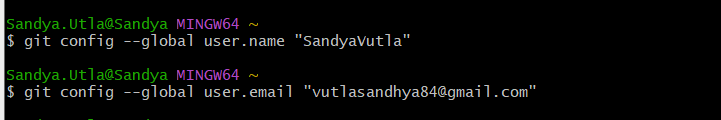 Sandya.Utla@Sandya MINGW64 ~
$ git config --global user.name "SandyaVutla"
Sandya.Utla@Sandya MINGW64 ~
$ git config --global user.email "vutlasandhya84@gmail.com"